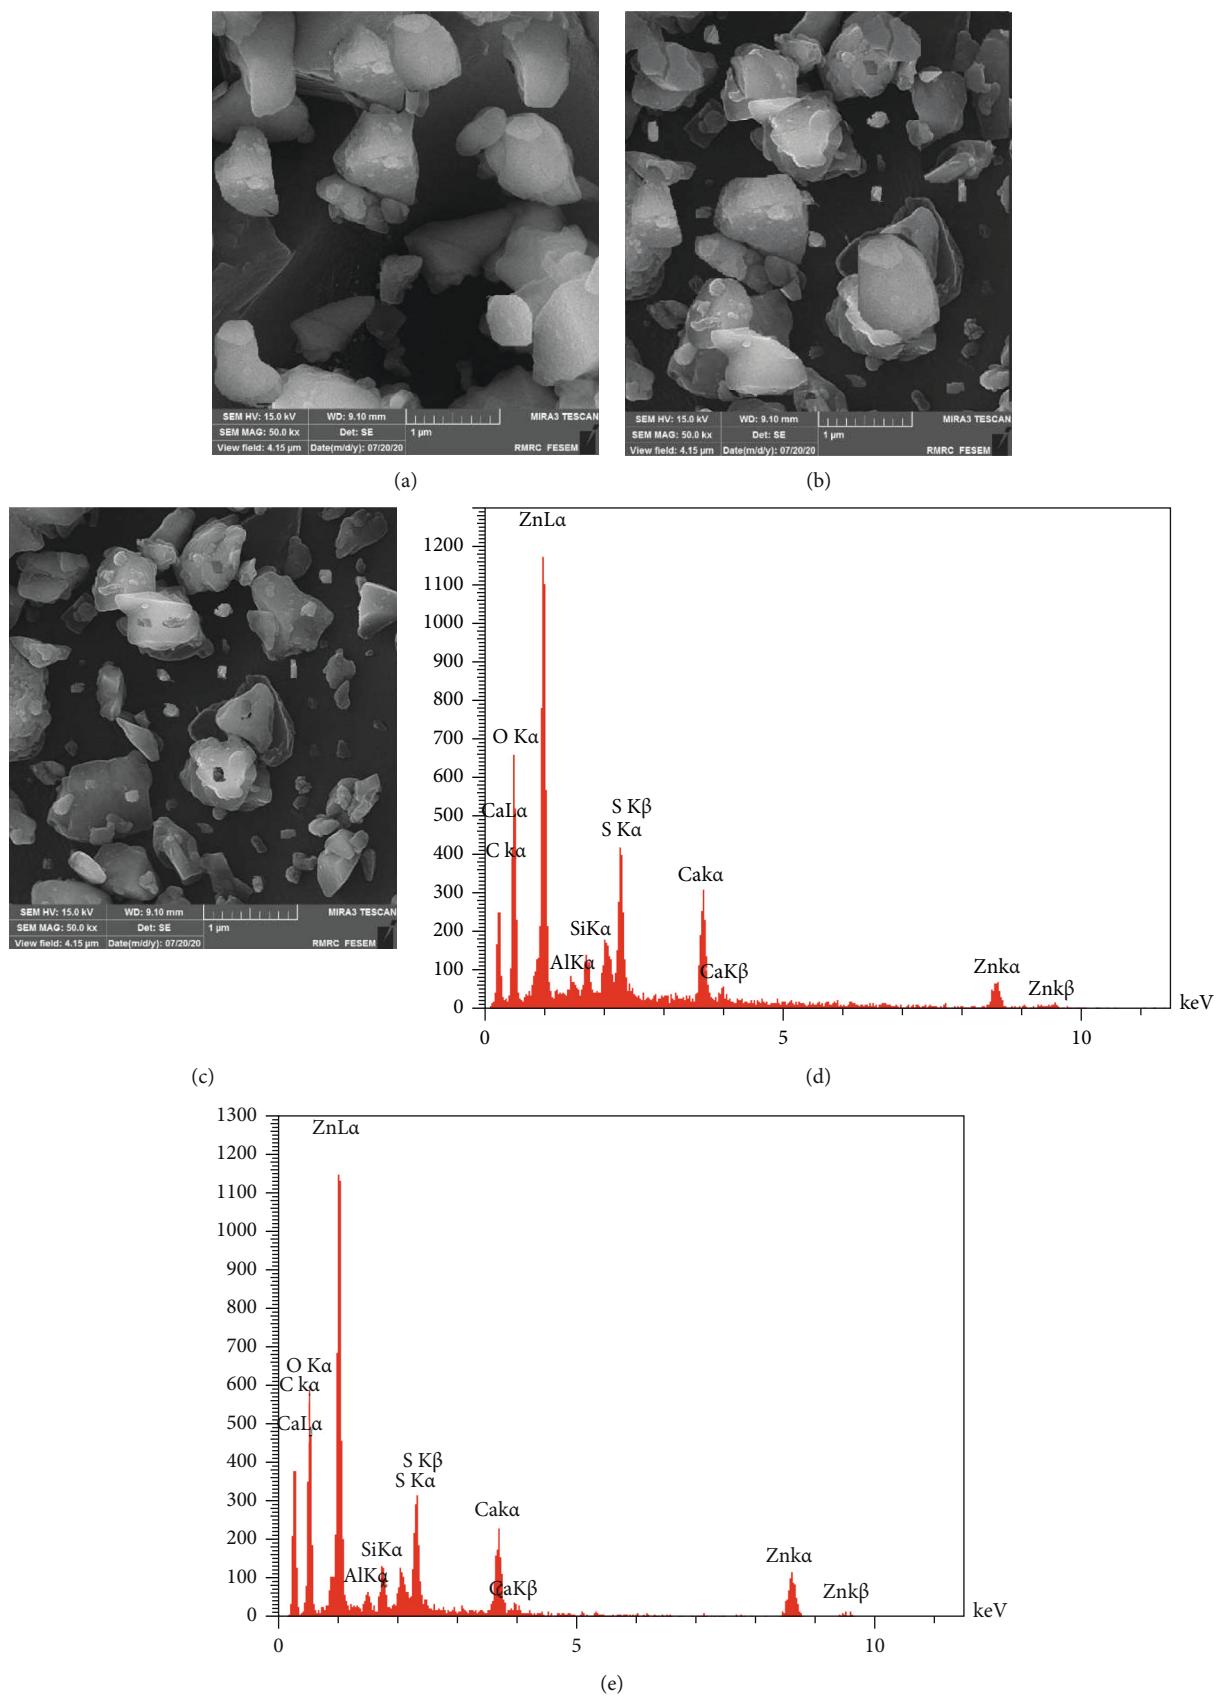 SEM HV: 15.0 kV WD: 9.10 mm MIRA3 TESCAN
SEM MAG: 50.0 kx Det: SE 1 µm
View field: 4.15 µm Date(m/d/y): 07/20/20 RMRC FESEM
(a)
SEM HV: 15.0 kV WD: 9.10 mm MIRA3 TESCAN
SEM MAG: 50.0 kx Det: SE 1 µm
View field: 4.15 µm Date(m/d/y): 07/20/20 RMRC FESEM
(b)
SEM HV: 15.0 kV WD: 9.10 mm MIRA3 TESCAN
SEM MAG: 50.0 kx Det: SE 1 µm
View field: 4.15 µm Date(m/d/y): 07/20/20 RMRC FESEM
(c)
ZnLα
1200
1100
1000
900
800
700
O Kα
600
500
CaLα
S Kβ
S Kα
400
C kα
Cakα
300
200
SiKα
100
AlKα
CaKβ
Znkα
Znkβ
0
keV
0 5 10
(d)
1300
ZnLα
1200
1100
1000
900
800
700
O Kα
600
C kα
500
CaLα
400
S Kβ
S Kα
300
Cakα
200
SiKα
100
AlKα
CaKβ
Znkα
Znkβ
0
keV
0 5 10
(e)